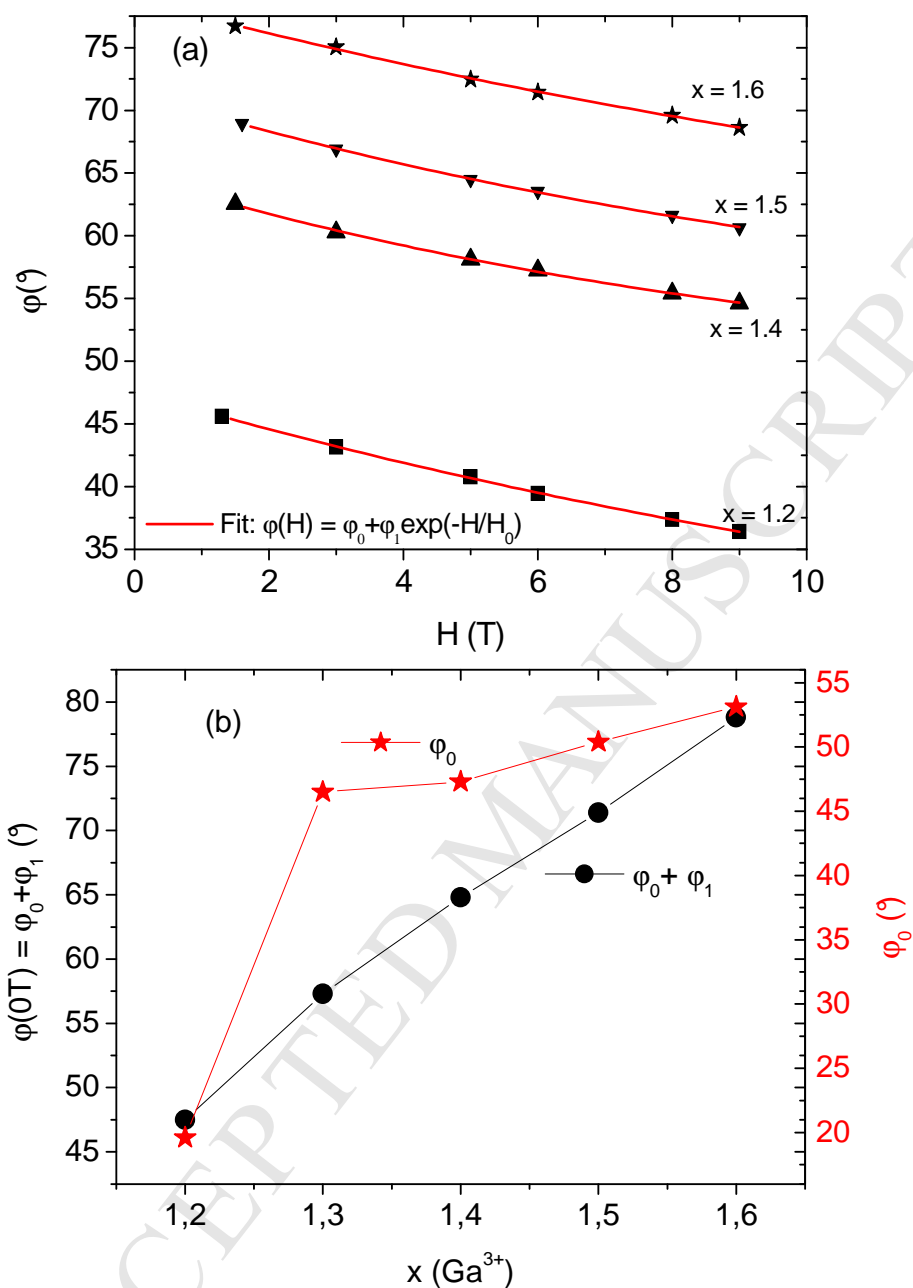 (a)
75
70
65
60
55
50
45
40
35
φ(°)
x = 1.6
x = 1.5
x = 1.4
x = 1.2
Fit: φ(H) = φ₀+φ₁exp(-H/H₀)
0 2 4 6 8 10
H (T)
(b)
80
75
70
65
60
55
50
45
φ(0T) = φ₀+φ₁ (°)
φ₀
φ₀+ φ₁
55
50
45
40
35
30
25
20
φ₀ (°)
1,2 1,3 1,4 1,5 1,6
x (Ga³⁺)
CEPTED MANUSCRIPT